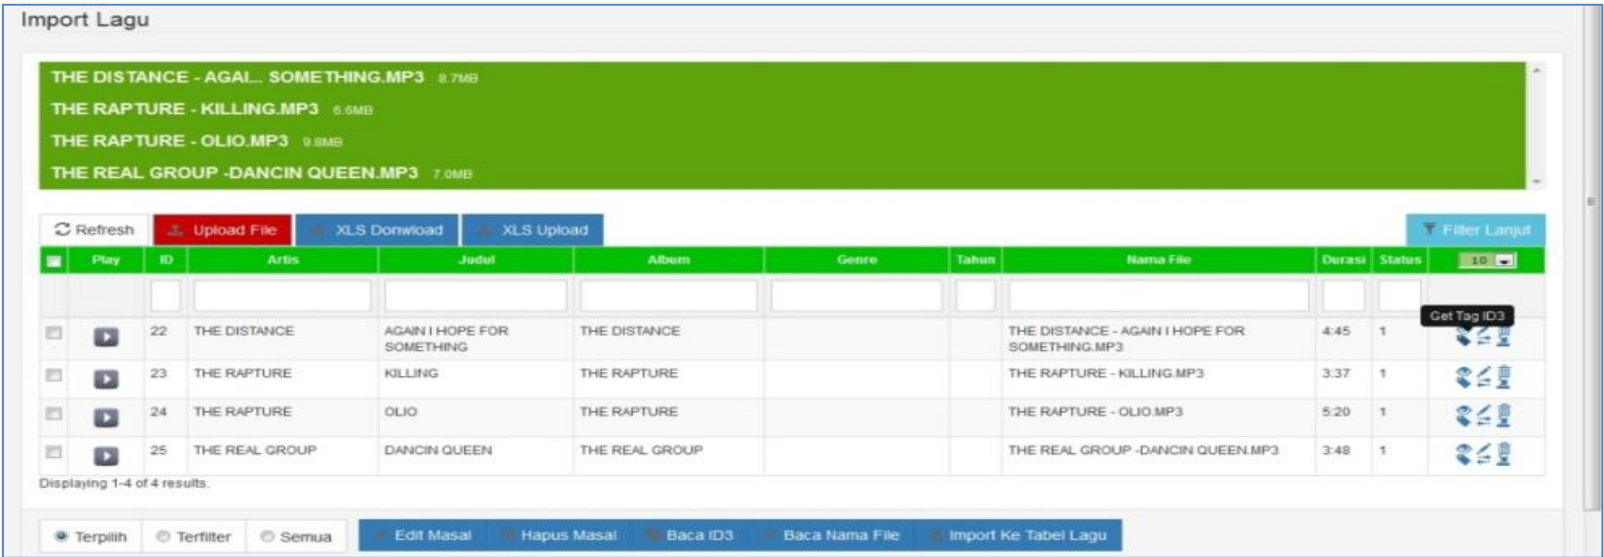 Import Lagu
THE DISTANCE - AGAI... SOMETHING.MP3 8.7MB
THE RAPTURE - KILLING.MP3 6.6MB
THE RAPTURE - OLIO.MP3 9.8MB
THE REAL GROUP -DANCIN QUEEN.MP3 7.0MB
Refresh Upload File XLS Donwload XLS Upload Filter Lanjut
Play ID Artis Judul Album Genre Tahun Nama File Durasi Status 10
Get Tag ID3
22 THE DISTANCE AGAIN I HOPE FOR THE DISTANCE THE DISTANCE - AGAIN I HOPE FOR 4:45 1
SOMETHING SOMETHING.MP3
23 THE RAPTURE KILLING THE RAPTURE THE RAPTURE - KILLING.MP3 3:37 1
24 THE RAPTURE OLIO THE RAPTURE THE RAPTURE - OLIO.MP3 5:20 1
25 THE REAL GROUP DANCIN QUEEN THE REAL GROUP THE REAL GROUP -DANCIN QUEEN.MP3 3:48 1
Displaying 1-4 of 4 results.
Terpilih Terfilter Semua Edit Masal Hapus Masal Baca ID3 Baca Nama File Import Ke Tabel Lagu